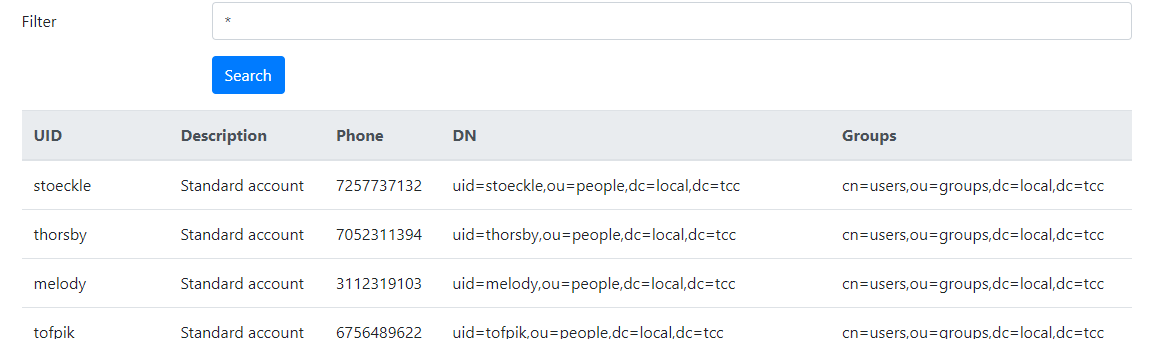 Filter *
Search
UID Description Phone DN Groups
stoeckle Standard account 7257737132 uid=stoeckle,ou=people,dc=local,dc=tcc cn=users,ou=groups,dc=local,dc=tcc
thorsby Standard account 7052311394 uid=thorsby,ou=people,dc=local,dc=tcc cn=users,ou=groups,dc=local,dc=tcc
melody Standard account 3112319103 uid=melody,ou=people,dc=local,dc=tcc cn=users,ou=groups,dc=local,dc=tcc
tofpik Standard account 6756489622 uid=tofpik,ou=people,dc=local,dc=tcc cn=users,ou=groups,dc=local,dc=tcc